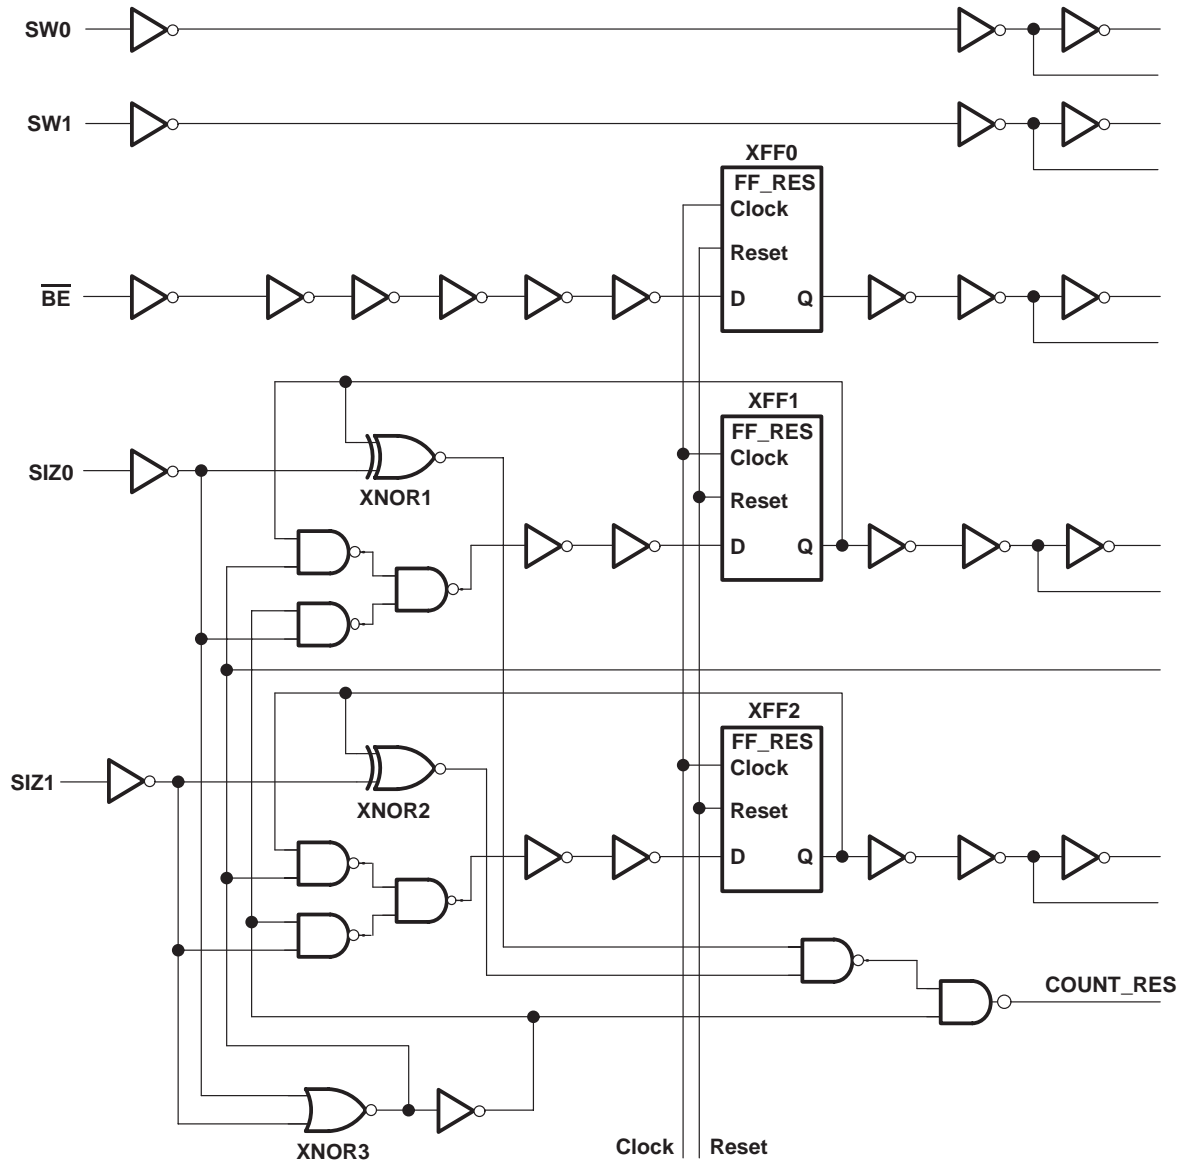 SW0
SW1
XFF0
FF_RES
Clock
Reset
BE
D Q
XFF1
FF_RES
Clock
SIZ0
XNOR1
Reset
D Q
XFF2
FF_RES
Clock
SIZ1
XNOR2
Reset
D Q
COUNT_RES
XNOR3
Clock Reset